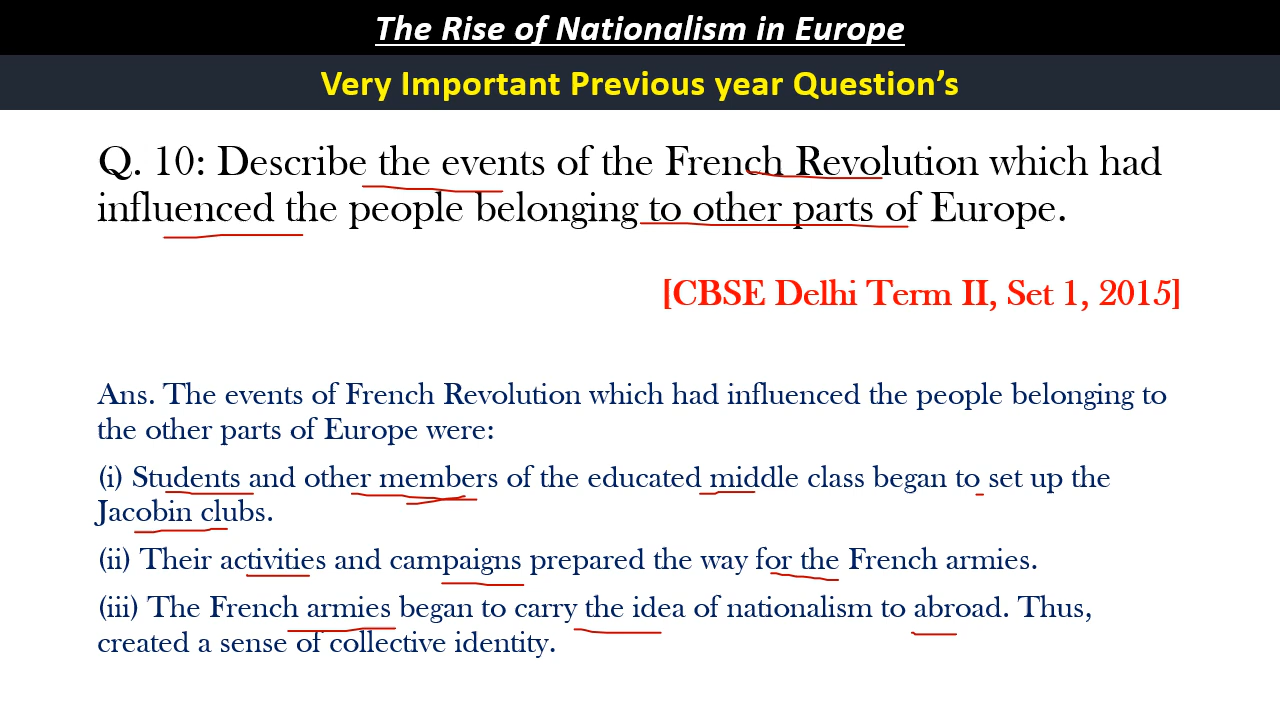 The Rise of Nationalism in Europe
Very Important Previous year Question’s
Q. 10: Describe the events of the French Revolution which had
influenced the people belonging to other parts of Europe.
[CBSE Delhi Term II, Set 1, 2015]
Ans. The events of French Revolution which had influenced the people belonging to
the other parts of Europe were:
(i) Students and other members of the educated middle class began to set up the
Jacobin clubs.
(ii) Their activities and campaigns prepared the way for the French armies.
(iii) The French armies began to carry the idea of nationalism to abroad. Thus,
created a sense of collective identity.